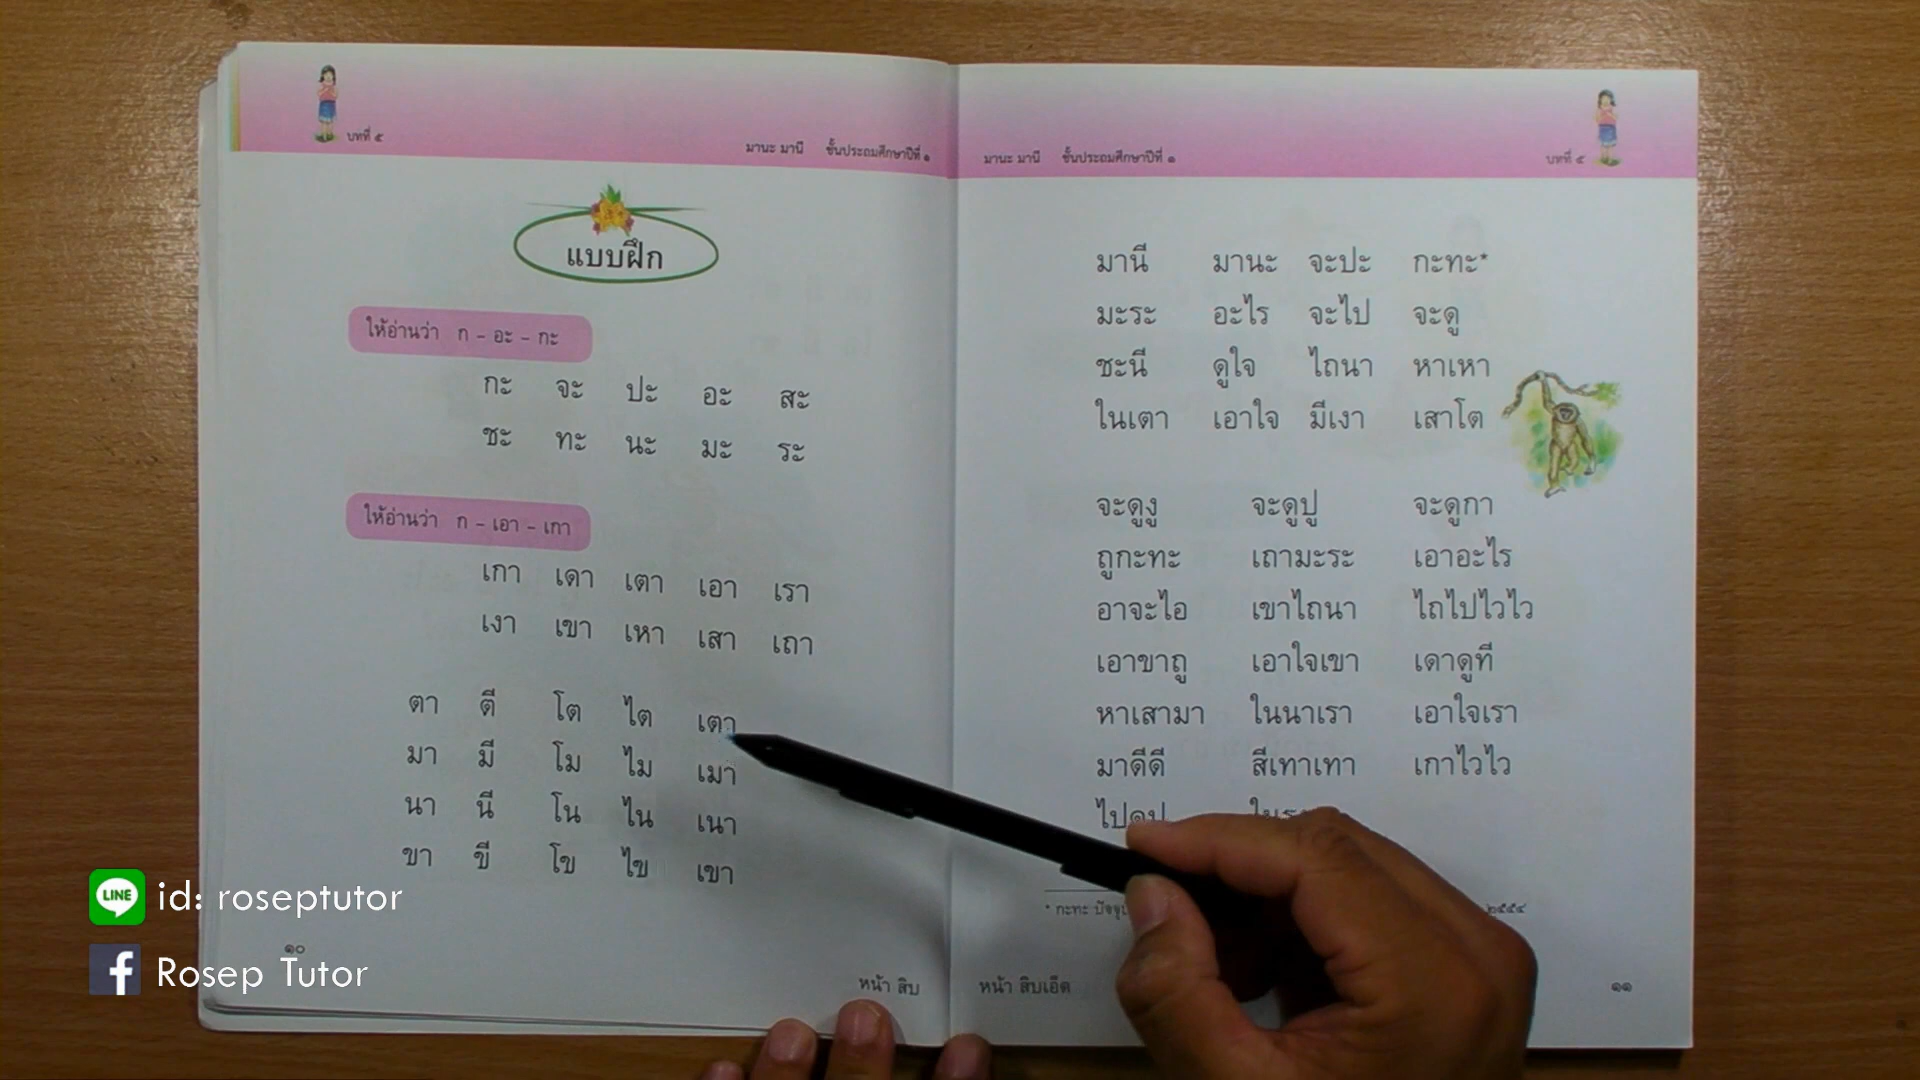 บทที่ ๕
มานะ มานี ชั้นประถมศึกษาปีที่ ๑
แบบฝึก
ให้อ่านว่า ก - อะ - กะ
กะ จะ ปะ อะ สะ
ชะ ทะ นะ มะ ระ
ให้อ่านว่า ก - เอา - เกา
เกา เดา เตา เอา เรา
เงา เขา เหา เสา เถา
ตา ตี โต ไต เตา
มา มี โม ไม เมา
นา นี โน ไน เนา
ขา ขี โข ไข เขา
๑๐
หน้า สิบ
มานะ มานี ชั้นประถมศึกษาปีที่ ๑
บทที่ ๕
มานี มานะ จะปะ กะทะ*
มะระ อะไร จะไป จะดู
ชะนี ดูใจ ไถนา หาเหา
ในเตา เอาใจ มีเงา เสาโต
จะดูงู จะดูปู จะดูกา
ถูกะทะ เถามะระ เอาอะไร
อาจะไอ เขาไถนา ไถไปไวไว
เอาขาถู เอาใจเขา เดาดูที
หาเสามา ในนาเรา เอาใจเรา
มาดีดี สีเทาเทา เกาไวไว
* กะทะ ๒๕๕๔
หน้า สิบเอ็ด
๑๑
LINE id: roseptutor
f Rosep Tutor